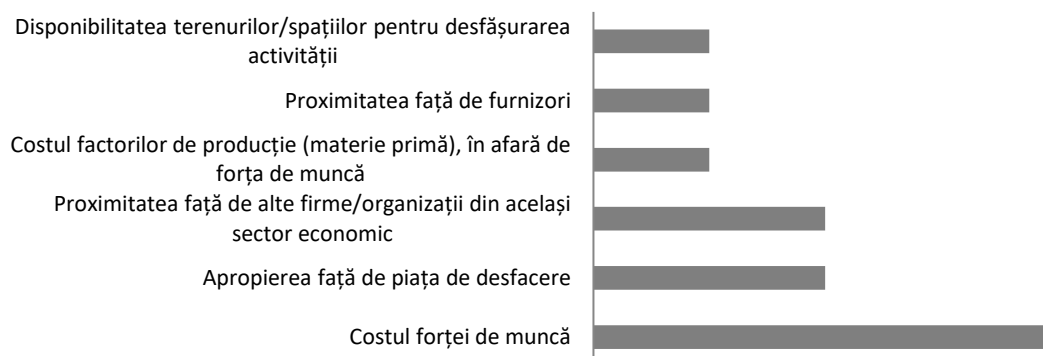 Disponibilitatea terenurilor/spațiilor pentru desfășurarea
activității
Proximitatea față de furnizori
Costul factorilor de producție (materie primă), în afară de
forța de muncă
Proximitatea față de alte firme/organizații din același
sector economic
Apropierea față de piața de desfacere
Costul forței de muncă